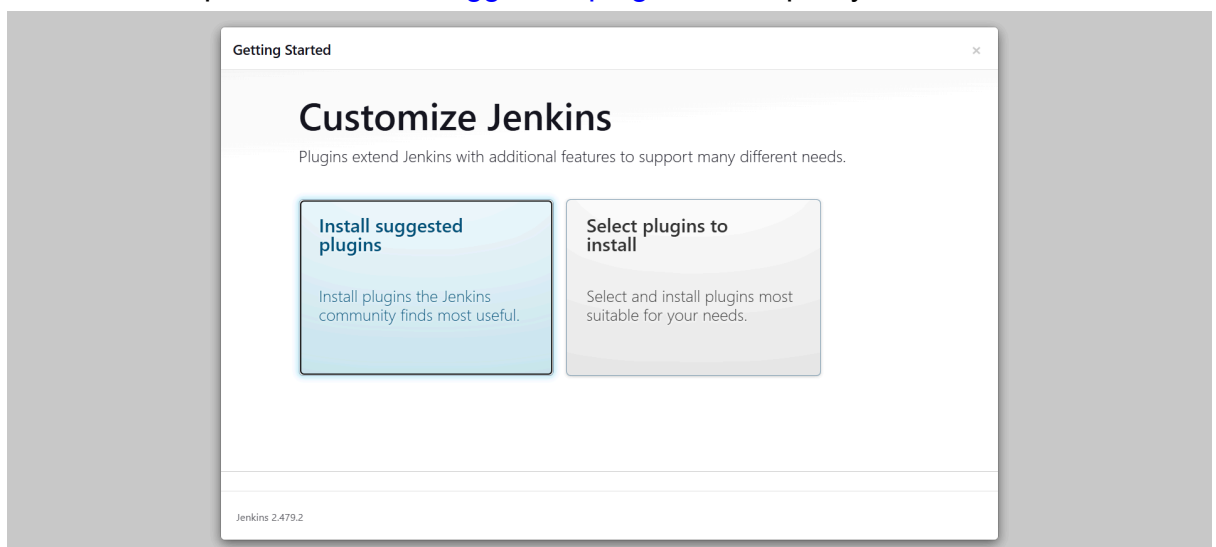 Getting Started
×
Customize Jenkins
Plugins extend Jenkins with additional features to support many different needs.
Install suggested
plugins
Install plugins the Jenkins
community finds most useful.
Select plugins to
install
Select and install plugins most
suitable for your needs.
Jenkins 2.479.2